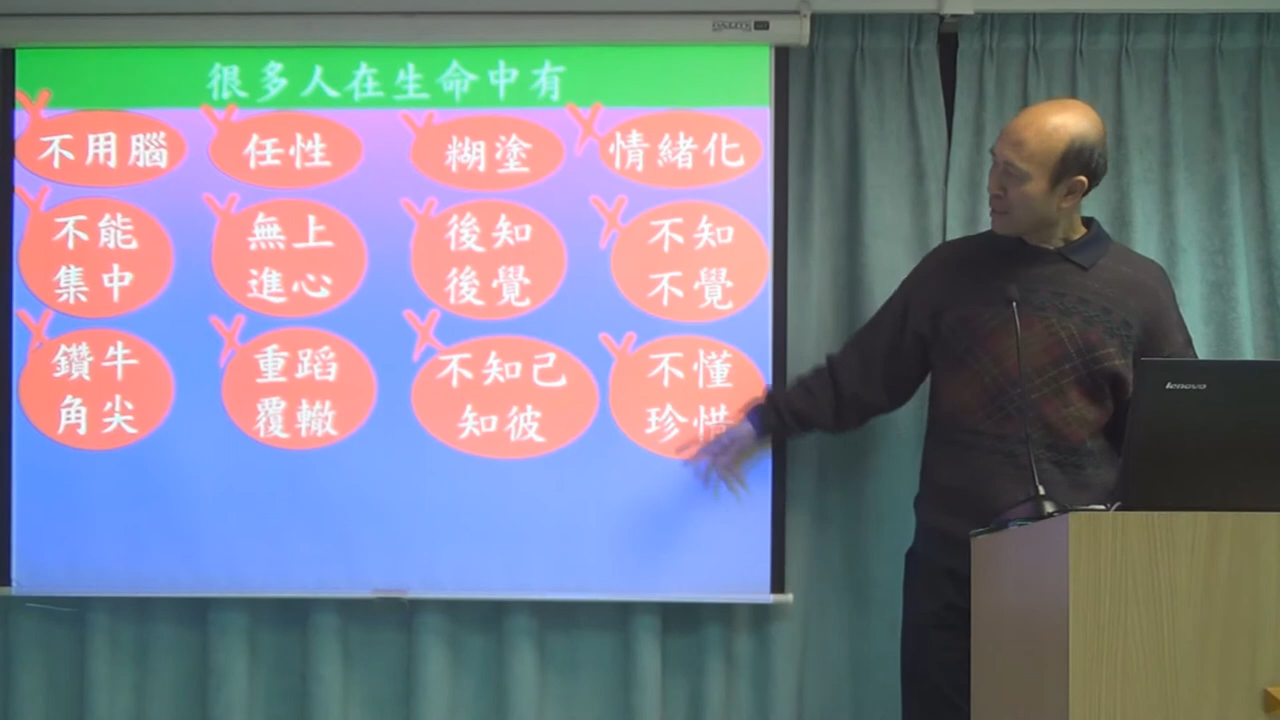 很多人在生命中有
不用腦
任性
糊塗
情緒化
不能
集中
無上
進心
後知
後覺
不知
不覺
鑽牛
角尖
重蹈
覆轍
不知己
知彼
不懂
珍惜
lenovo